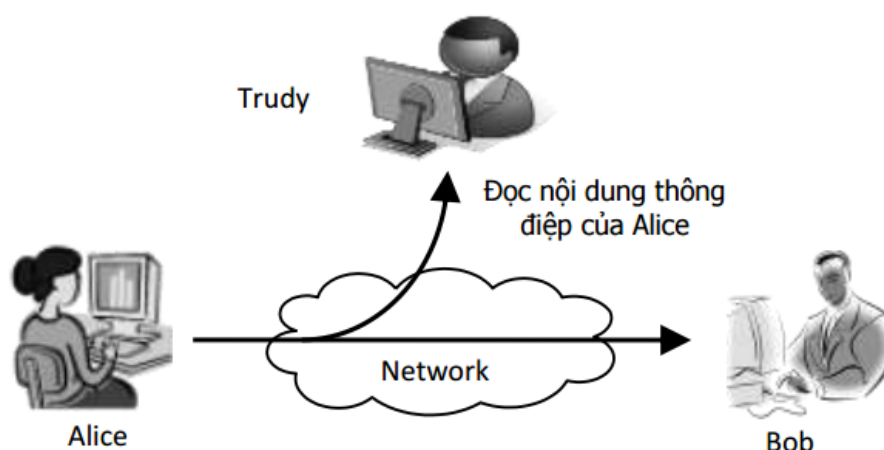 Trudy
Đọc nội dung thông
điệp của Alice
Network
Alice
Bob